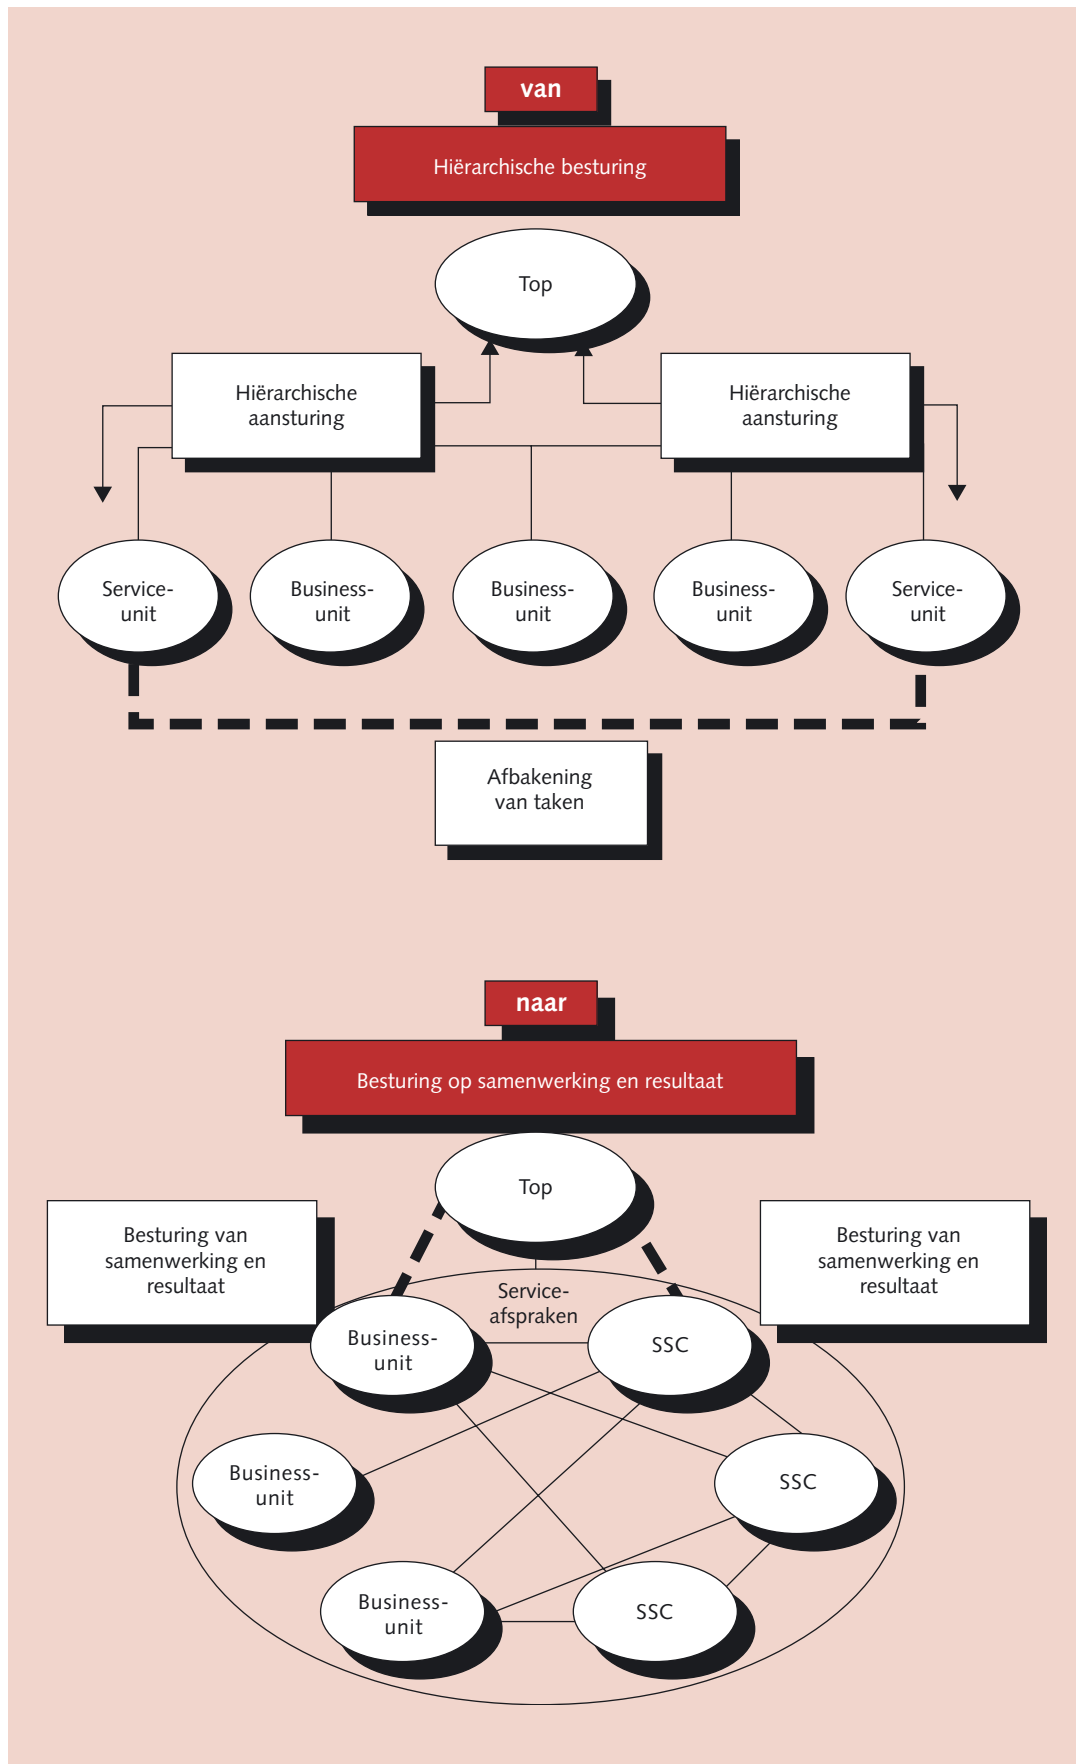 van
Hiërarchische besturing
Top
Hiërarchische
aansturing
Hiërarchische
aansturing
Service-
unit
Business-
unit
Business-
unit
Business-
unit
Service-
unit
Afbakening
van taken
naar
Besturing op samenwerking en resultaat
Top
Besturing van
samenwerking en
resultaat
Besturing van
samenwerking en
resultaat
Service-
afspraken
Business-
unit
SSC
Business-
unit
SSC
Business-
unit
SSC